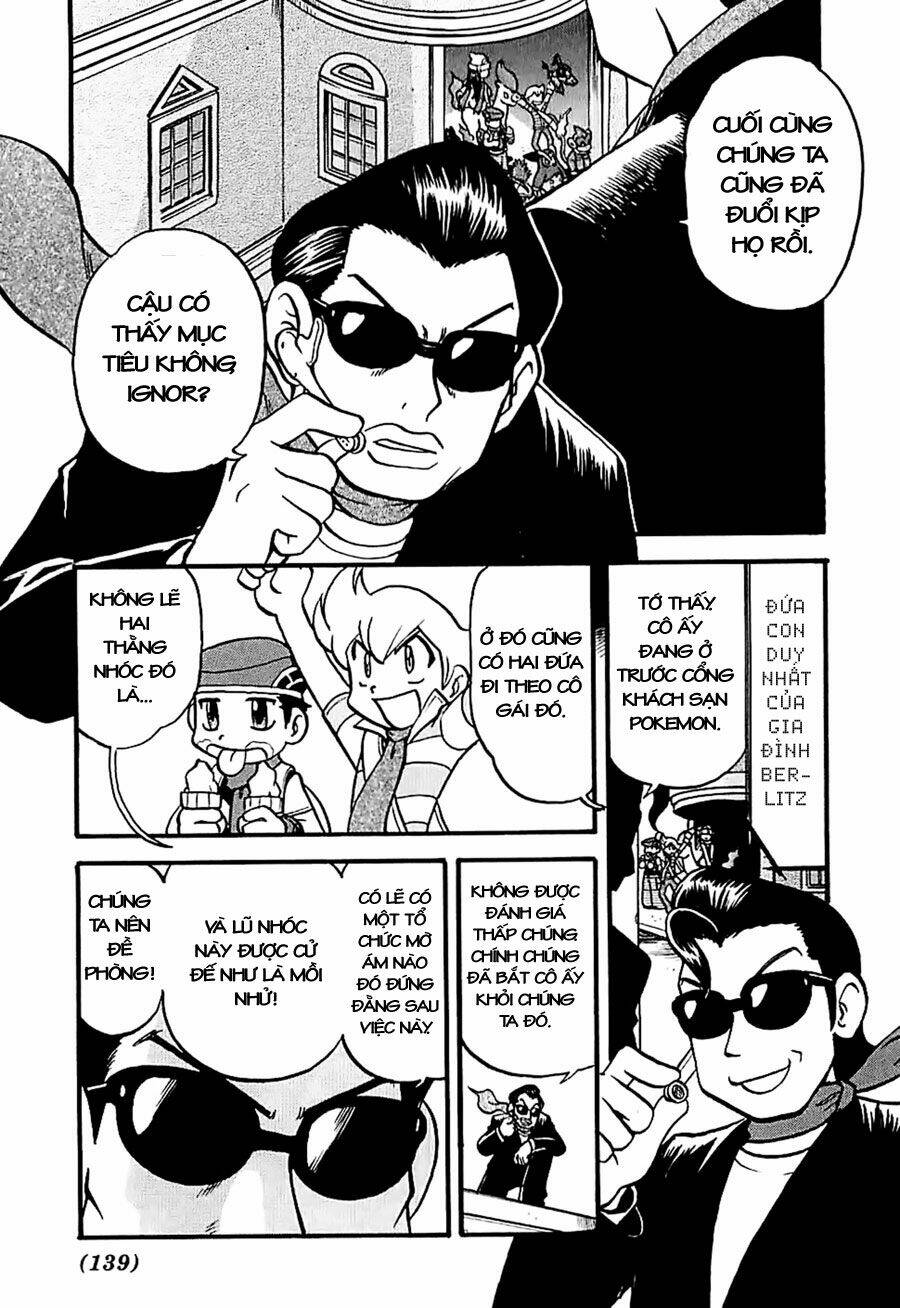 CUỐI CÙNG
CHÚNG TA
CŨNG ĐÃ
ĐUỔI KỊP
HỌ RỒI.
CẬU CÓ
THẤY MỤC
TIÊU KHÔNG,
IGNOR?
ĐỨA
CON
DUY
NHẤT
CỦA
GIA
ĐÌNH
BER-
LITZ
TỚ THẤY.
CÔ ẤY
ĐANG Ở
TRƯỚC CỔNG
KHÁCH SẠN
POKEMON.
Ở ĐÓ CŨNG
CÓ HAI ĐỨA
ĐI THEO CÔ
GÁI ĐÓ.
KHÔNG LẼ
HAI
THẰNG
NHÓC ĐÓ
LÀ...
KHÔNG ĐƯỢC
ĐÁNH GIÁ
THẤP CHÚNG
CHÍNH CHÚNG
ĐÃ BẮT CÔ ẤY
KHỎI CHÚNG
TA ĐÓ.
CÓ LẼ CÓ
MỘT TỔ
CHỨC MỜ
ÁM NÀO
ĐÓ ĐỨNG
ĐẰNG SAU
VIỆC NÀY.
VÀ LŨ NHÓC
NÀY ĐƯỢC CỬ
ĐẾ NHƯ LÀ MỒI
NHỬ!
CHÚNG
TA NÊN
ĐỀ
PHÒNG!
(139)